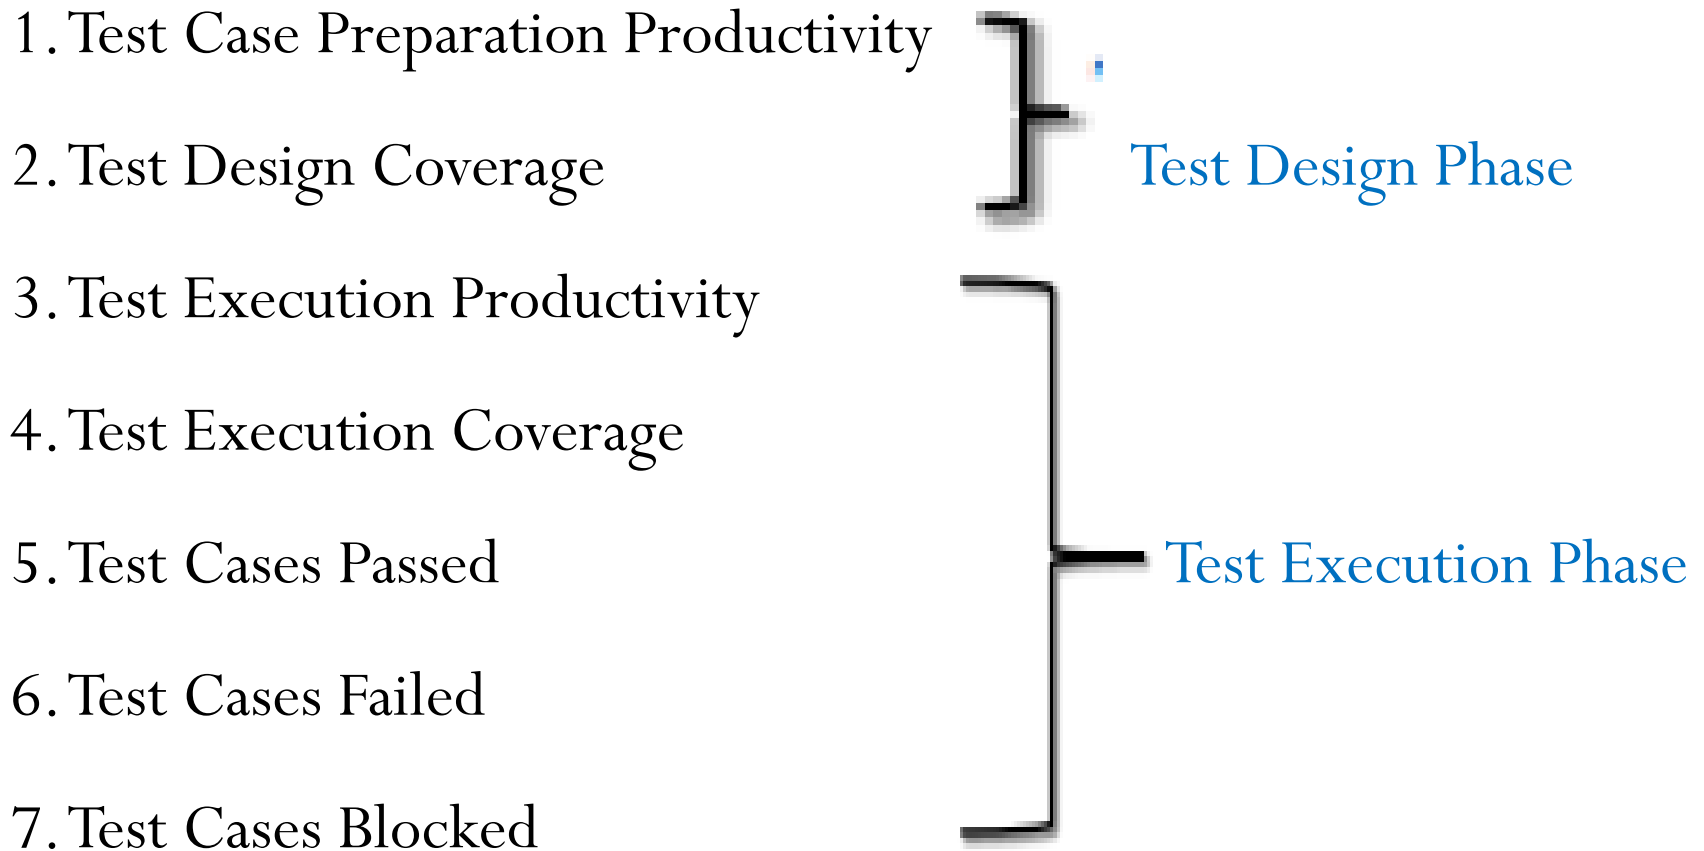 1. Test Case Preparation Productivity
2. Test Design Coverage
Test Design Phase
3. Test Execution Productivity
4. Test Execution Coverage
5. Test Cases Passed
Test Execution Phase
6. Test Cases Failed
7. Test Cases Blocked